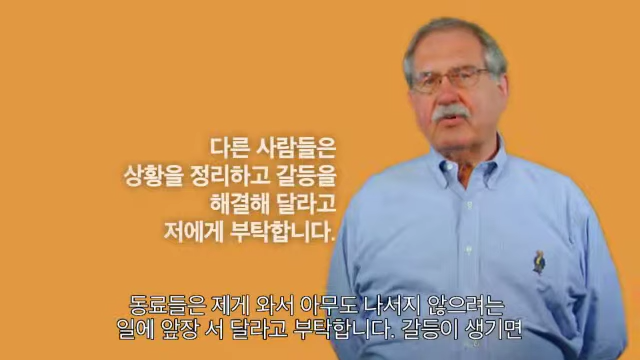 다른 사람들은
상황을 정리하고 갈등을
해결해 달라고
저에게 부탁합니다.
동료들은 제게 와서 아무도 나서지 않으려는
일에 앞장 서 달라고 부탁합니다. 갈등이 생기면